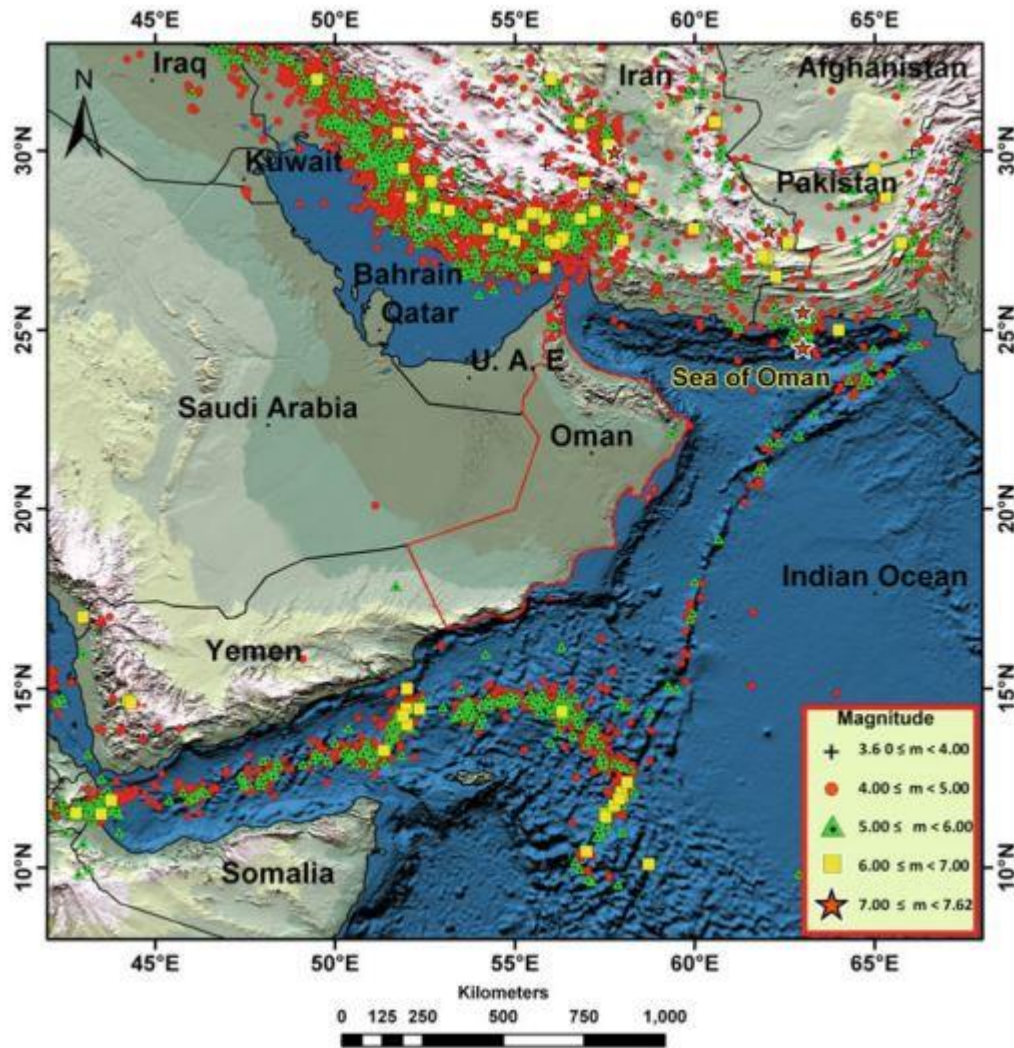 45°E 50°E 55°E 60°E 65°E
N
Iraq
Iran
Afghanistan
30°N
30°N
Kuwait
Pakistan
Bahrain
Qatar
25°N
25°N
U. A. E
Sea of Oman
Saudi Arabia
Oman
20°N
20°N
Indian Ocean
Yemen
15°N
15°N
Magnitude
3.6 0 ≤ m < 4.00
4.00 ≤ m < 5.00
5.00 ≤ m < 6.00
6.00 ≤ m < 7.00
7.00 ≤ m < 7.62
10°N
10°N
Somalia
45°E 50°E 55°E 60°E 65°E
Kilometers
0 125 250 500 750 1,000